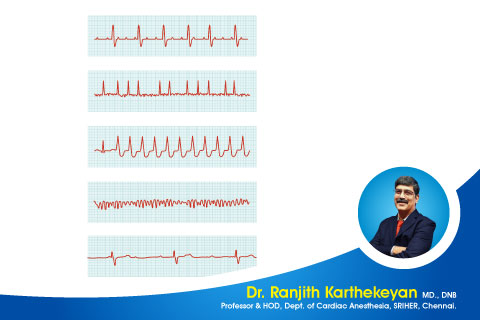 Dr. Ranjith Karthekeyan MD., DNB
Professor & HOD, Dept. of Cardiac Anesthesia, SRIHER, Chennai.